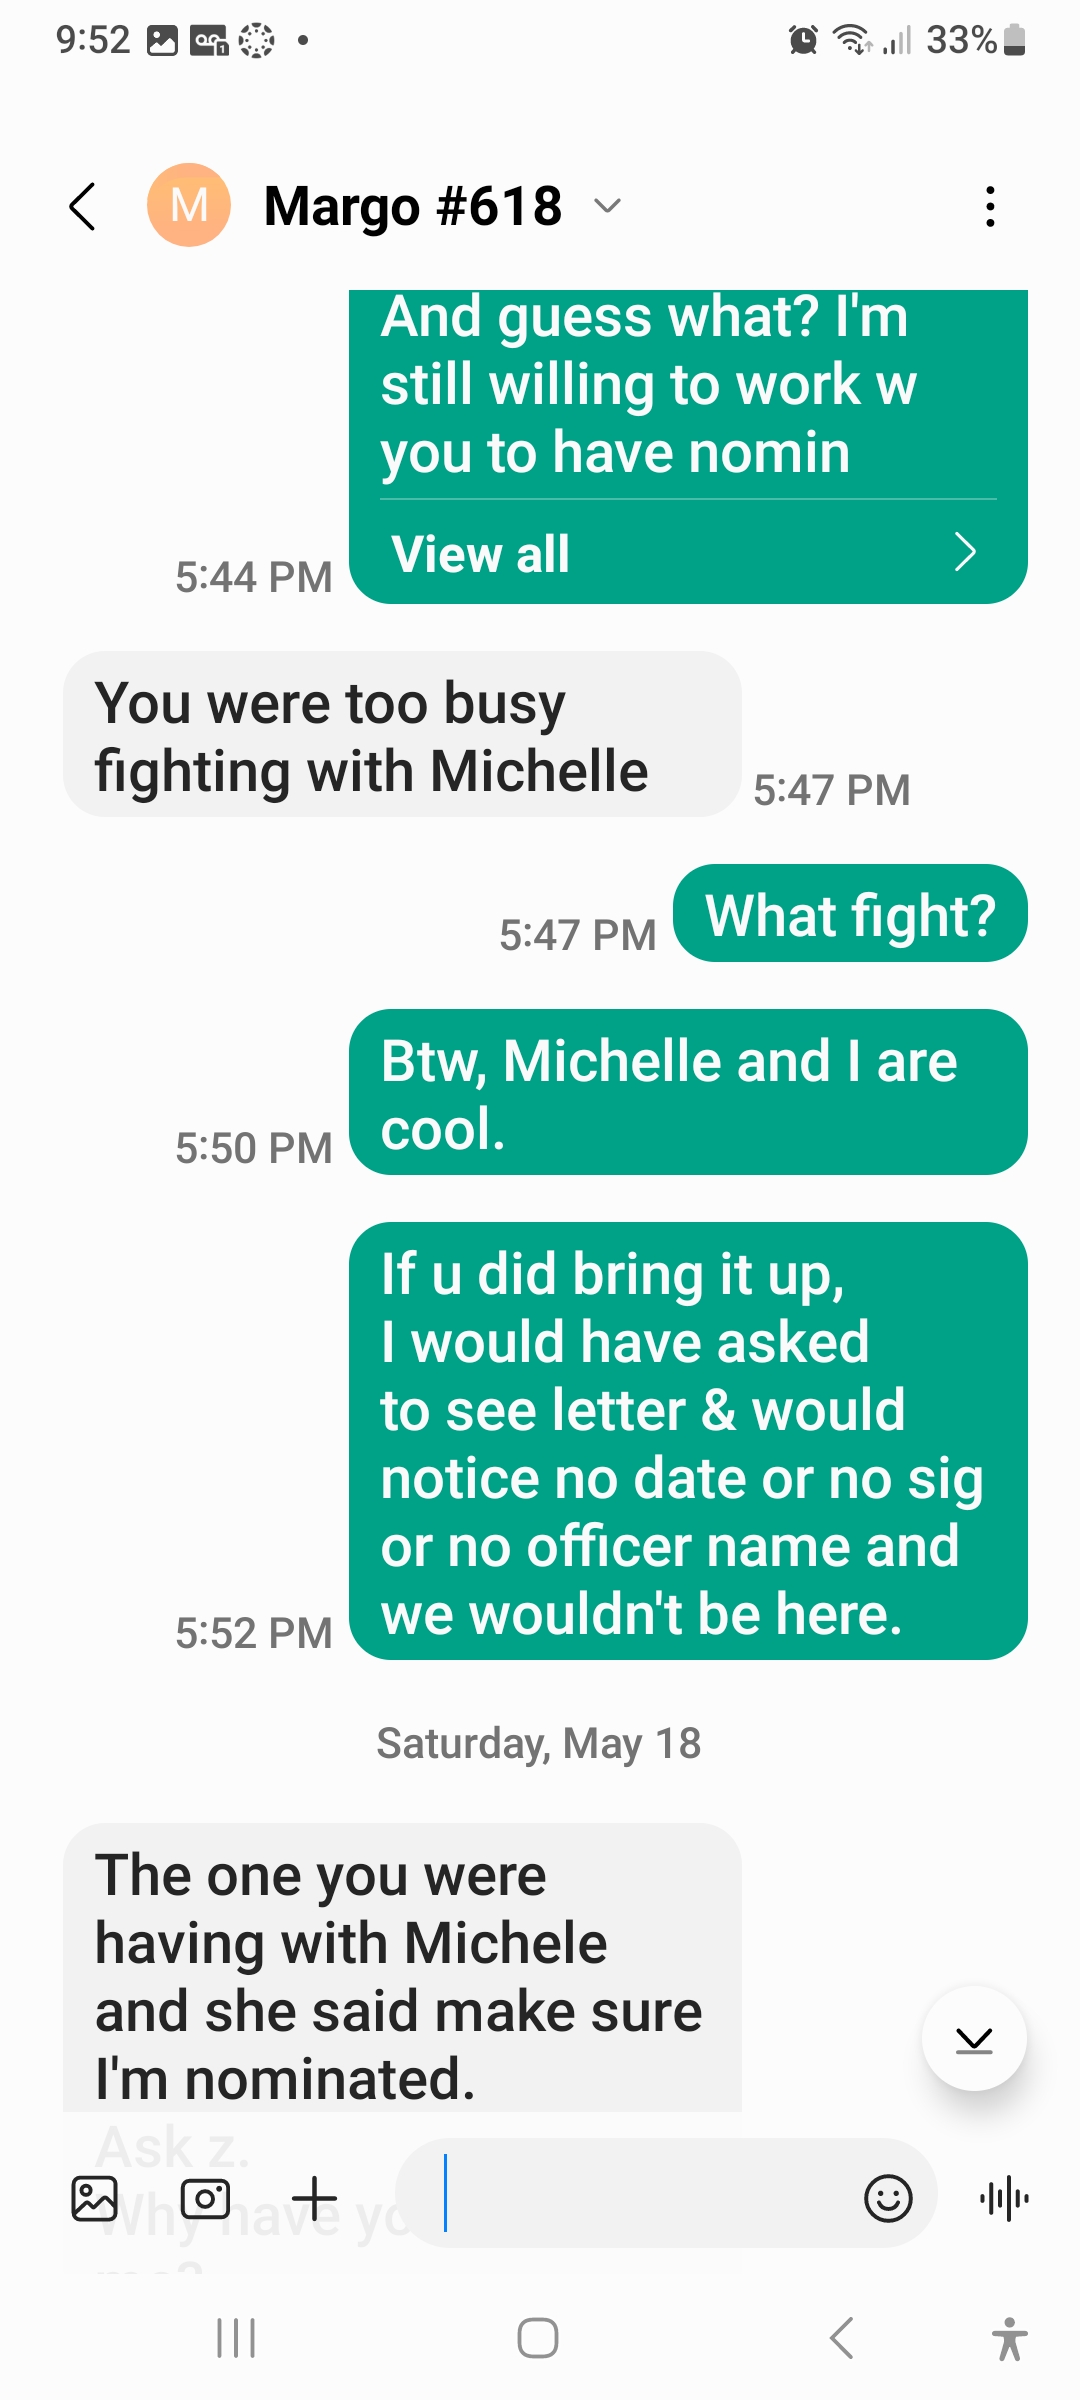 9:52
33%
M
Margo #618
And guess what? I'm
still willing to work w
you to have nomin
View all
5:44 PM
You were too busy
fighting with Michelle
5:47 PM
What fight?
5:47 PM
Btw, Michelle and I are
cool.
5:50 PM
If u did bring it up,
I would have asked
to see letter & would
notice no date or no sig
or no officer name and
we wouldn't be here.
5:52 PM
Saturday, May 18
The one you were
having with Michele
and she said make sure
I'm nominated.
Ask z.
Why have yo